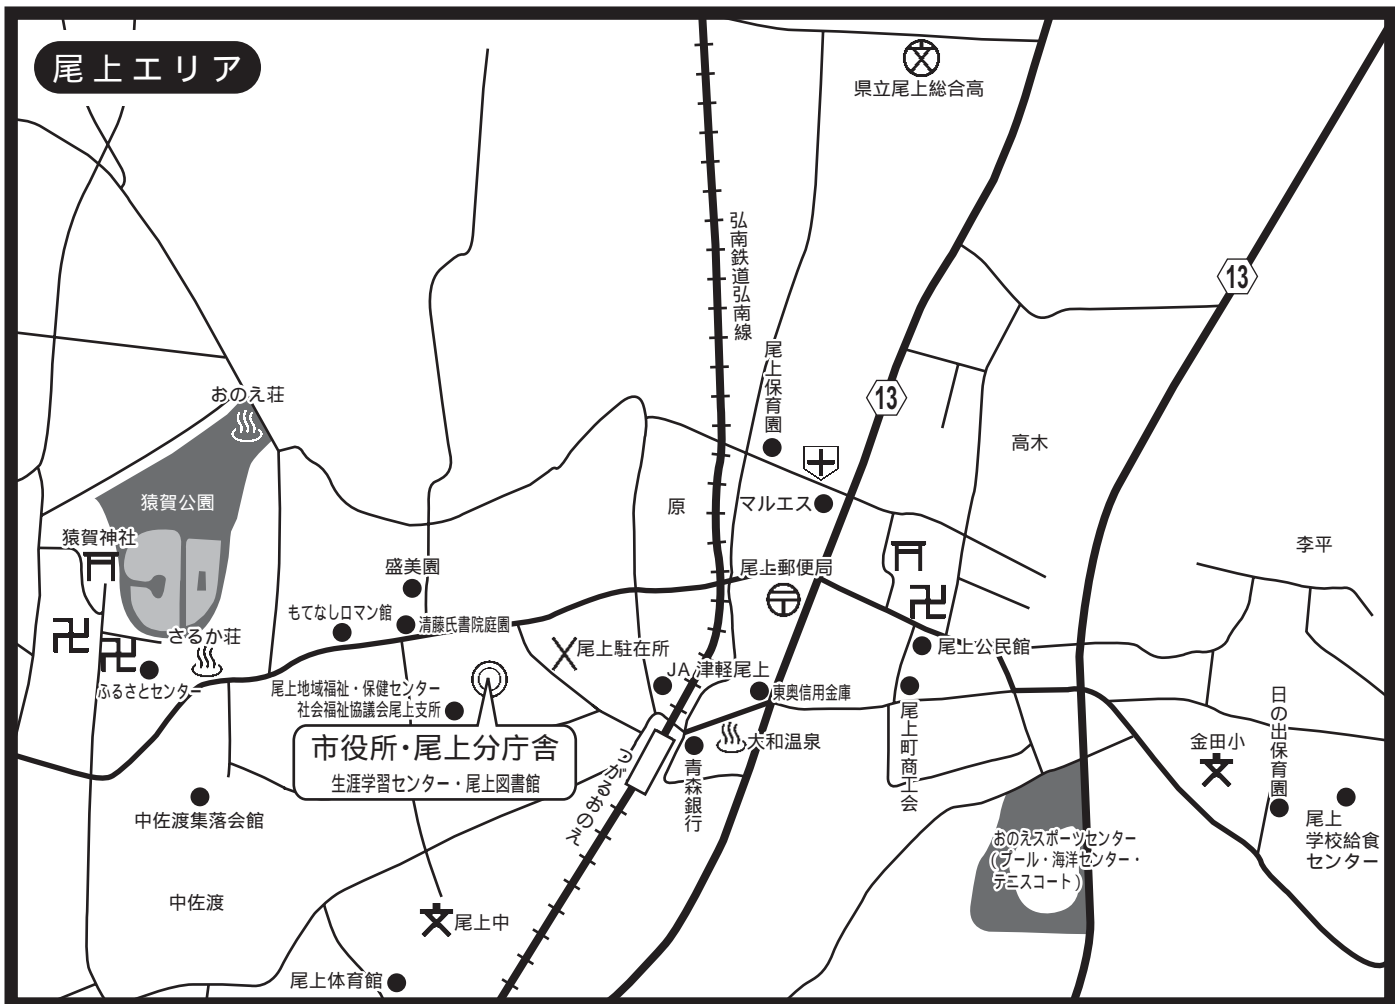 尾上エリア
県立尾上総合高
弘南鉄道弘南線
13
尾上保育園
13
おのえ荘
高木
猿賀公園
原
マルエス
猿賀神社
李平
盛美園
尾上郵便局
もてなしロマン館
清藤氏書院庭園
さるか荘
尾上駐在所
尾上公民館
JA 津軽尾上
ふるさとセンター
尾上地域福祉・保健センター
社会福祉協議会尾上支所
東奥信用金庫
尾上町商工会
日の出保育園
市役所・尾上分庁舎
生涯学習センター・尾上図書館
つがるおのえ
大和温泉
青森銀行
金田小
中佐渡集落会館
尾上
学校給食
センター
おのえスポーツセンター
(プール・海洋センター・
テニスコート)
中佐渡
尾上中
尾上体育館